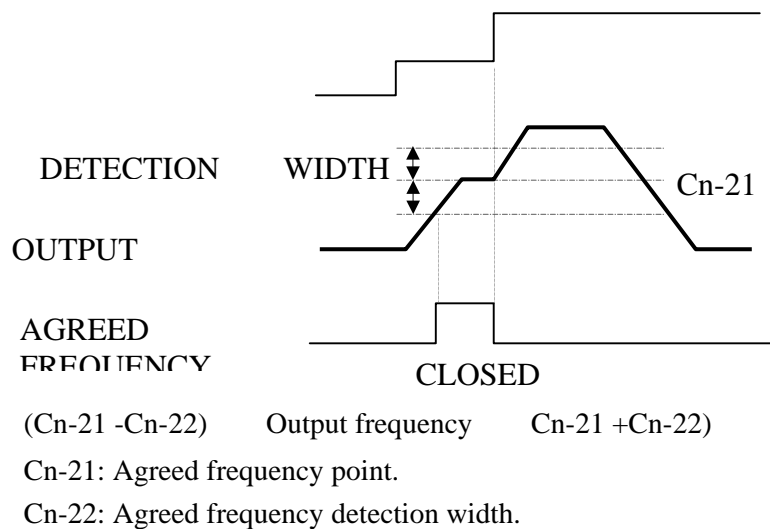 DETECTION WIDTH
Cn-21
OUTPUT
AGREED
FREQUENCY
CLOSED
(Cn-21 -Cn-22) Output frequency Cn-21 +Cn-22)
Cn-21: Agreed frequency point.
Cn-22: Agreed frequency detection width.